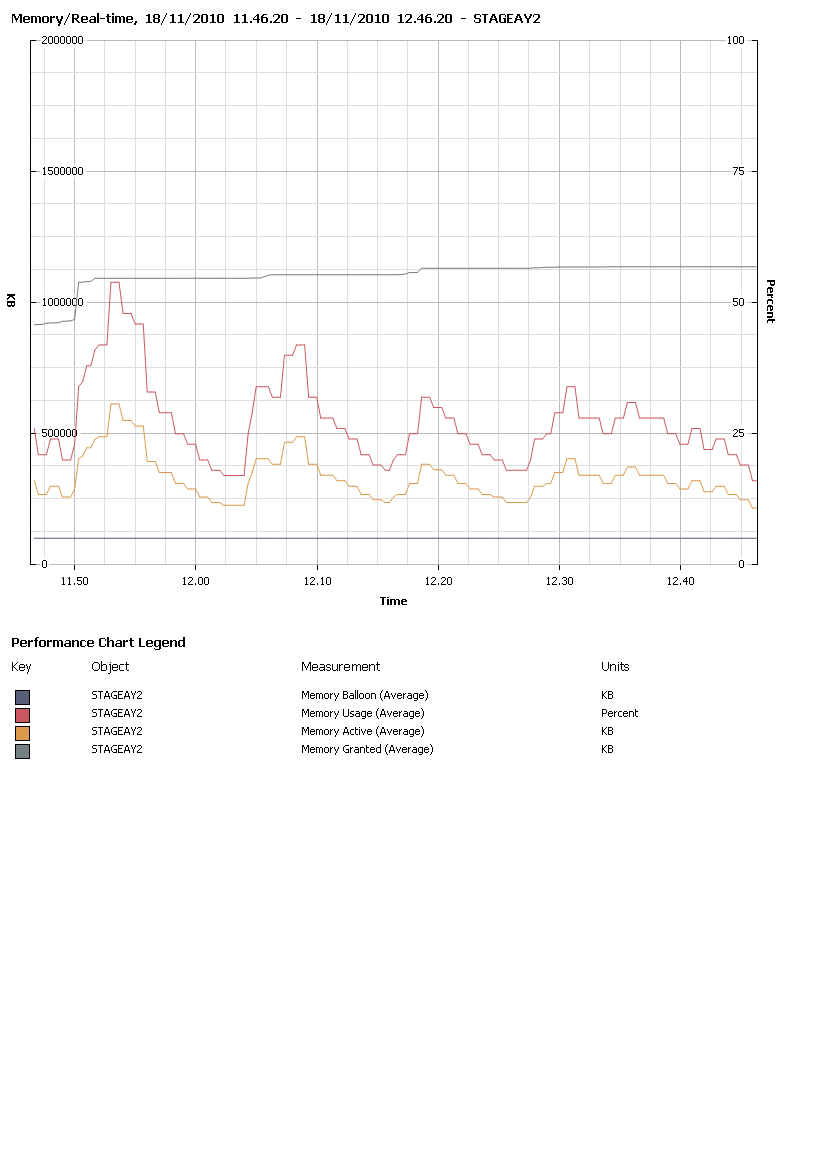 Memory/Real-time, 18/11/2010 11.46.20 - 18/11/2010 12.46.20 - STAGEAY2
2000000 100
1500000 75
1000000 50
KB Percent
500000 25
0 0
11.50 12.00 12.10 12.20 12.30 12.40
Time
Performance Chart Legend
Key Object Measurement Units
STAGEAY2 Memory Balloon (Average) KB
STAGEAY2 Memory Usage (Average) Percent
STAGEAY2 Memory Active (Average) KB
STAGEAY2 Memory Granted (Average) KB